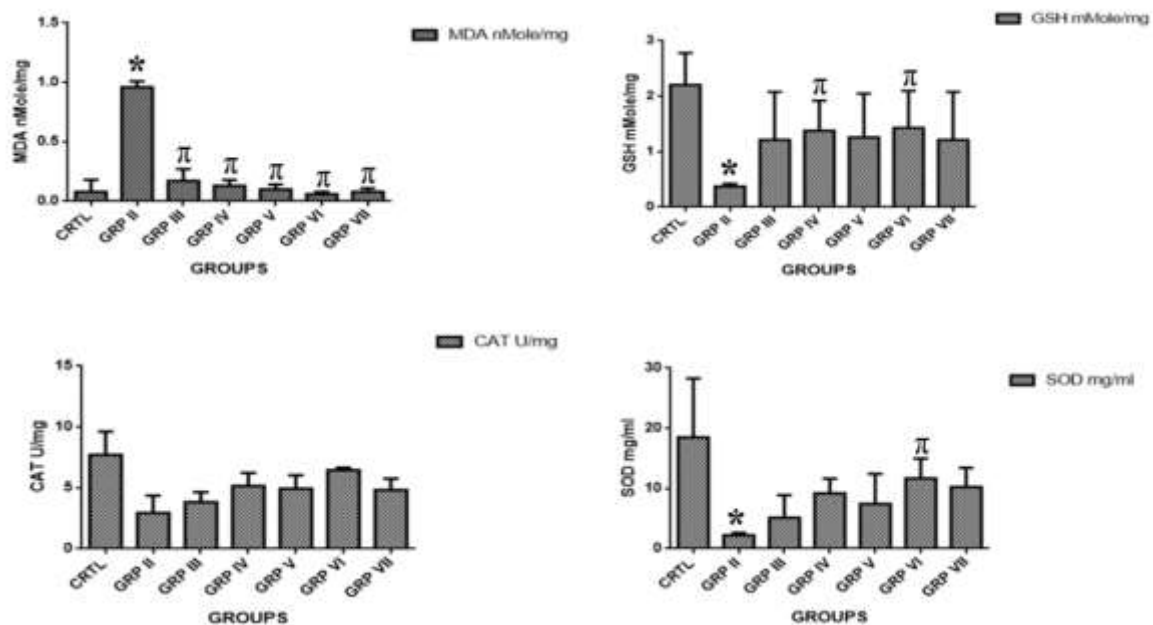 MDA nMole/mg
1.5
1.0
0.5
0.0
MDA nMole/mg
*
π
π
π
π
π
CRTL
GRP II
GRP III
GRP IV
GRP V
GRP VI
GRP VII
GROUPS
GSH mMole/mg
3
2
1
0
GSH mMole/mg
*
π
π
CRTL
GRP II
GRP III
GRP IV
GRP V
GRP VI
GRP VII
GROUPS
CAT U/mg
15
10
5
0
CAT U/mg
CRTL
GRP II
GRP III
GRP IV
GRP V
GRP VI
GRP VII
GROUPS
SOD mg/ml
30
20
10
0
SOD mg/ml
*
π
CRTL
GRP II
GRP III
GRP IV
GRP V
GRP VI
GRP VII
GROUPS